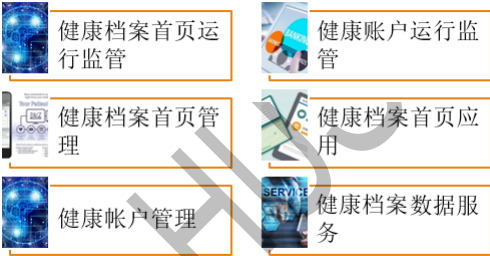 健康档案首页运
行监管
健康账户运行监
管
健康档案首页管
理
健康档案首页应
用
健康帐户管理
健康档案数据服
务
SERVICE